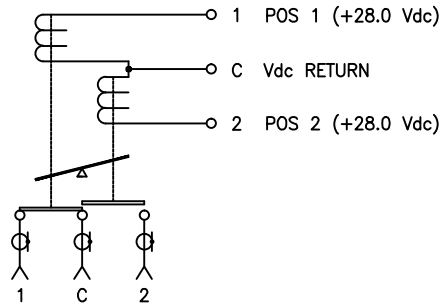 1 POS 1 (+28.0 Vdc)
C Vdc RETURN
2 POS 2 (+28.0 Vdc)
1 C 2